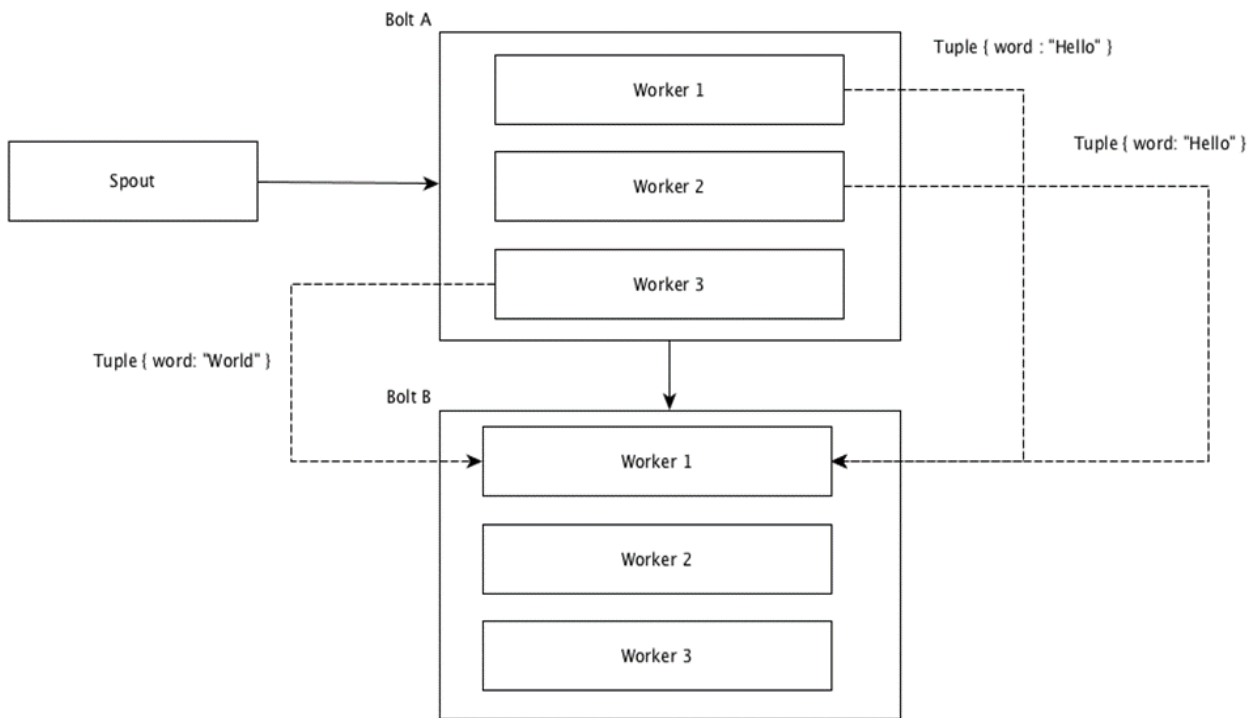 Bolt A
Tuple { word : "Hello" }
Worker 1
Tuple { word: "Hello" }
Spout
Worker 2
Worker 3
Tuple { word: "World" }
Bolt B
Worker 1
Worker 2
Worker 3